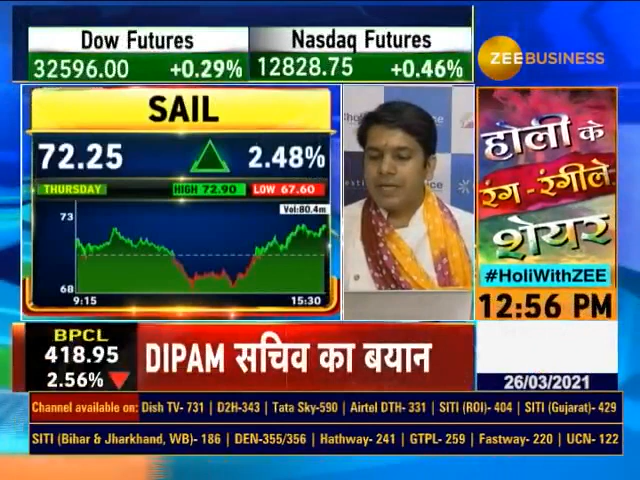 Dow Futures
32596.00 +0.29%
Nasdaq Futures
12828.75 +0.46%
ZEEBUSINESS
SAIL
72.25 2.48%
THURSDAY HIGH 72.90 LOW 67.60
Vol:80.4m
73
68
9:15 15:30
होली के
रंग-रंगीले
शेयर
#HoliWithZEE
12:56 PM
26/03/2021
BPCL
418.95
2.56%
DIPAM सचिव का बयान
Channel available on: Dish TV- 731 | D2H-343 | Tata Sky-590 | Airtel DTH- 331 | SITI (ROI)- 404 | SITI (Gujarat)- 429
SITI (Bihar & Jharkhand, WB)- 186 | DEN-355/356 | Hathway- 241 | GTPL- 259 | Fastway- 220 | UCN- 122